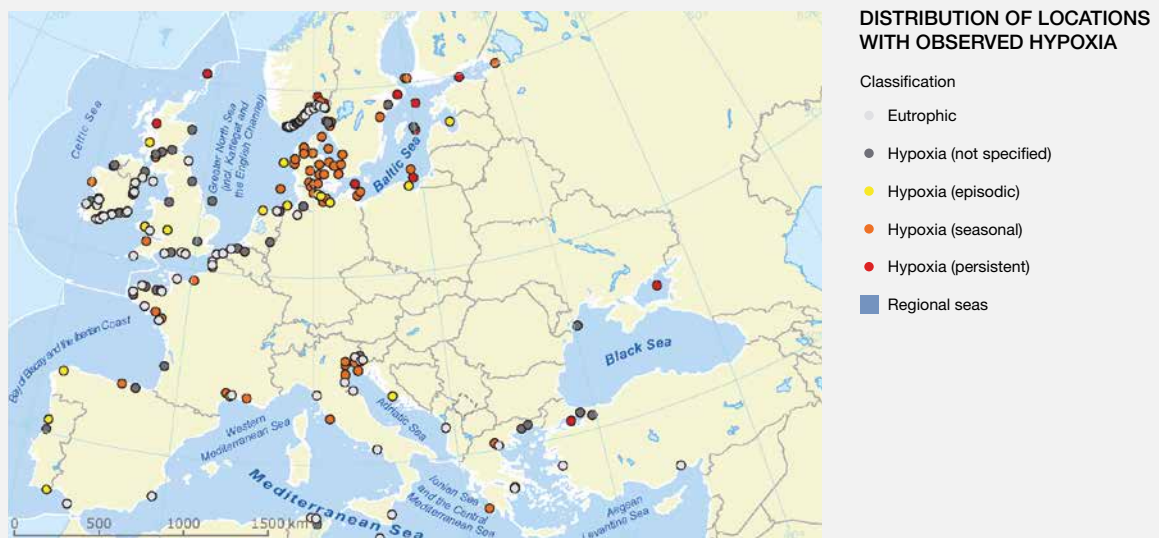 DISTRIBUTION OF LOCATIONS
WITH OBSERVED HYPOXIA
Classification
Eutrophic
Hypoxia (not specified)
Hypoxia (episodic)
Hypoxia (seasonal)
Hypoxia (persistent)
Regional seas
Celtic Sea
Greater North Sea
(incl. Kattegat and
the English Channel)
Baltic Sea
Bay of Biscay and the Iberian Coast
Black Sea
Adriatic Sea
Western
Mediterranean Sea
Mediterranean Sea
Ionian Sea
and the Central
Mediterranean Sea
Aegean
Levantine Sea
0 500 1000 1500 km